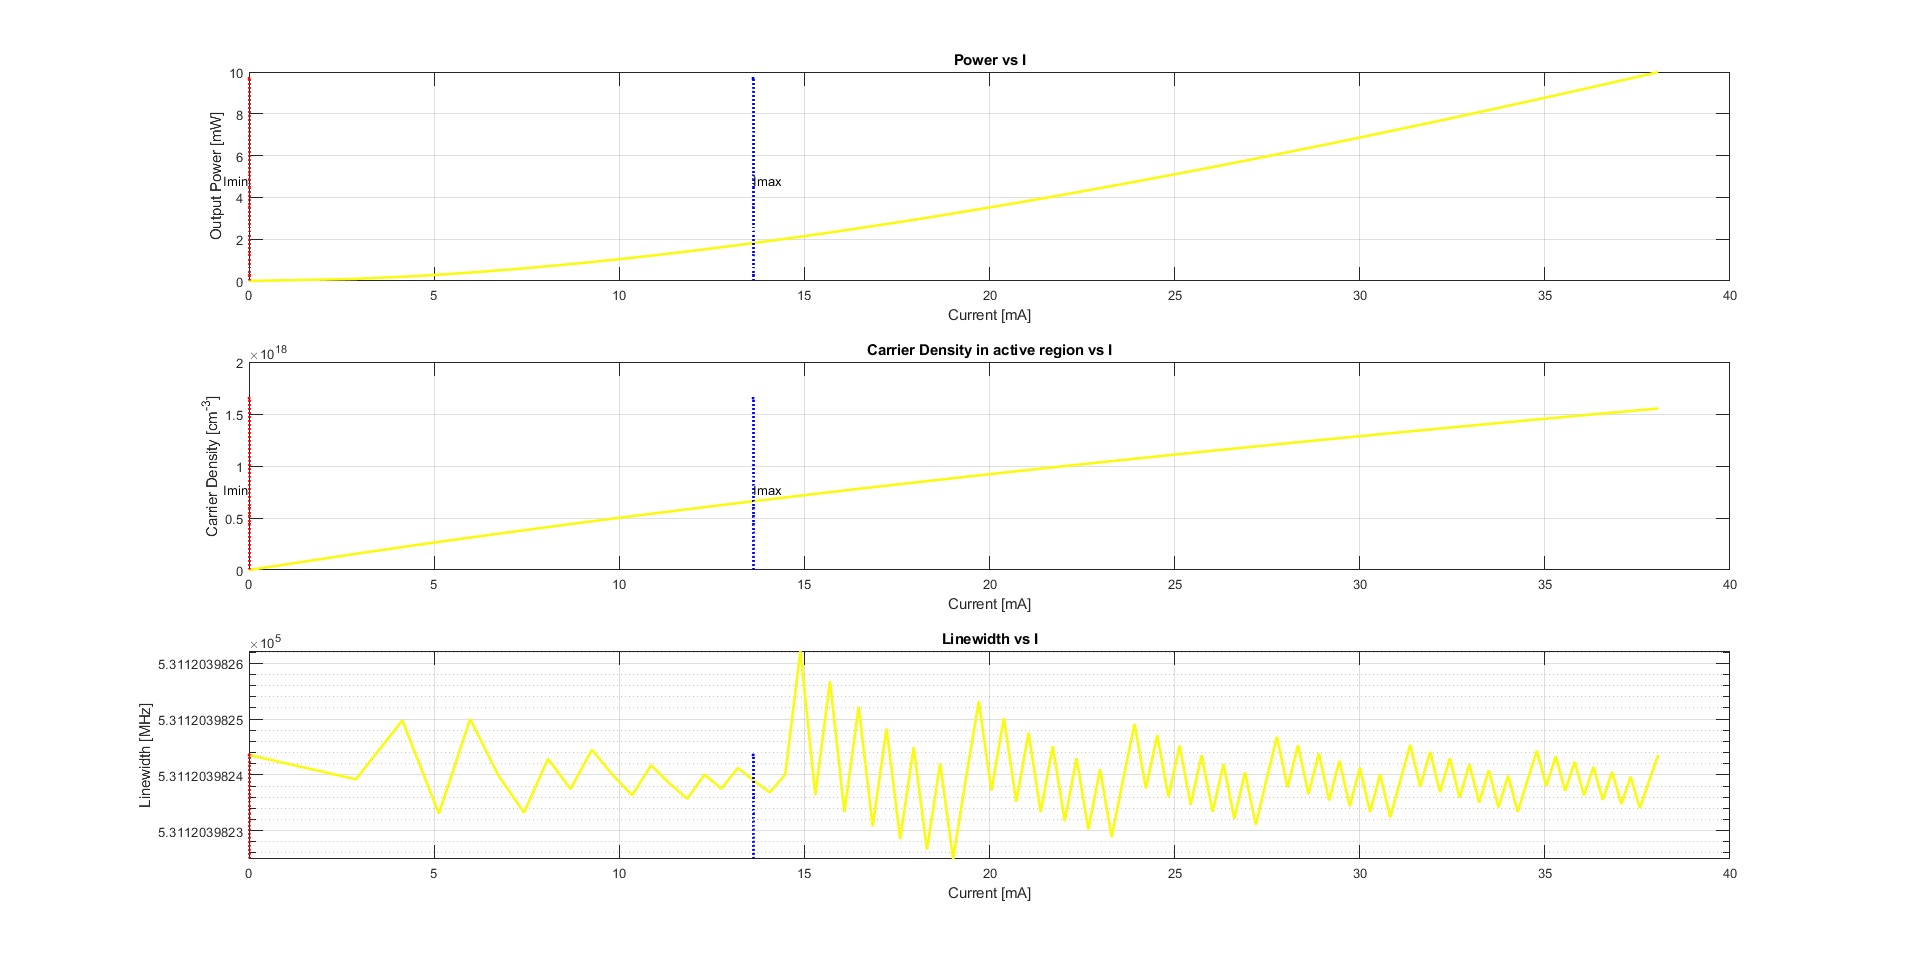 Power vs I
10
8
6
4
2
0
Output Power [mW]
Imin
Imax
0 5 10 15 20 25 30 35 40
Current [mA]
Carrier Density in active region vs I
×10^18
2
1.5
1
0.5
0
Carrier Density [cm^-3]
Imin
Imax
0 5 10 15 20 25 30 35 40
Current [mA]
Linewidth vs I
×10^5
5.3112039826
5.3112039825
5.3112039824
5.3112039823
Linewidth [MHz]
0 5 10 15 20 25 30 35 40
Current [mA]